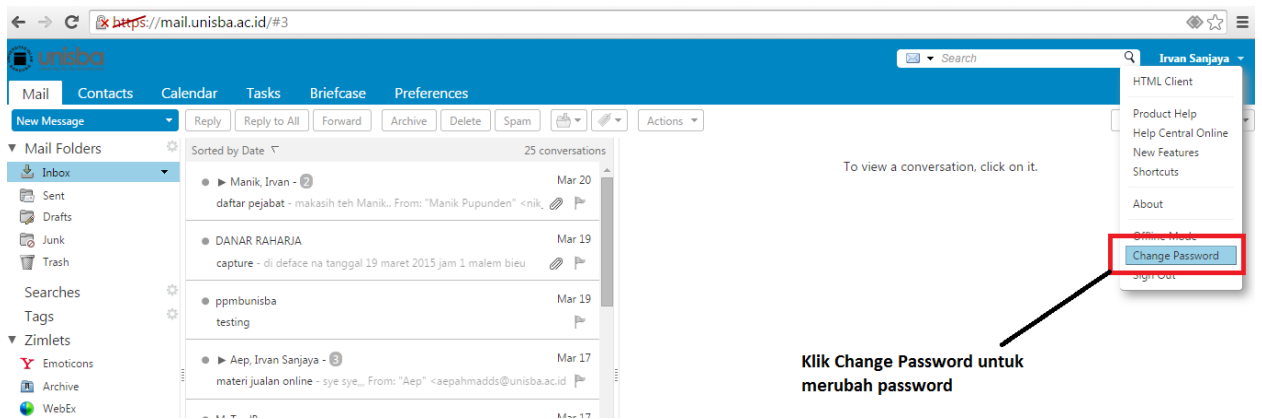 https://mail.unisba.ac.id/#3
unisba
Search
Irvan Sanjaya
Mail Contacts Calendar Tasks Briefcase Preferences
New Message
Reply Reply to All Forward Archive Delete Spam Actions
Mail Folders
Inbox
Sent
Drafts
Junk
Trash
Searches
Tags
Zimlets
Emoticons
Archive
WebEx
Sorted by Date 25 conversations
Manik, Irvan - 2 Mar 20
daftar pejabat - makasih teh Manik.. From: "Manik Pupunden" <nik_
DANAR RAHARJA Mar 19
capture - di deface na tanggal 19 maret 2015 jam 1 malem bieu
ppmbunisba Mar 19
testing
Aep, Irvan Sanjaya - 3 Mar 17
materi jualan online - sye sye,,, From: "Aep" <aepahmadds@unisba.ac.id
Mar 17
To view a conversation, click on it.
HTML Client
Product Help
Help Central Online
New Features
Shortcuts
About
Offline Mode
Change Password
Sign Out
Klik Change Password untuk
merubah password